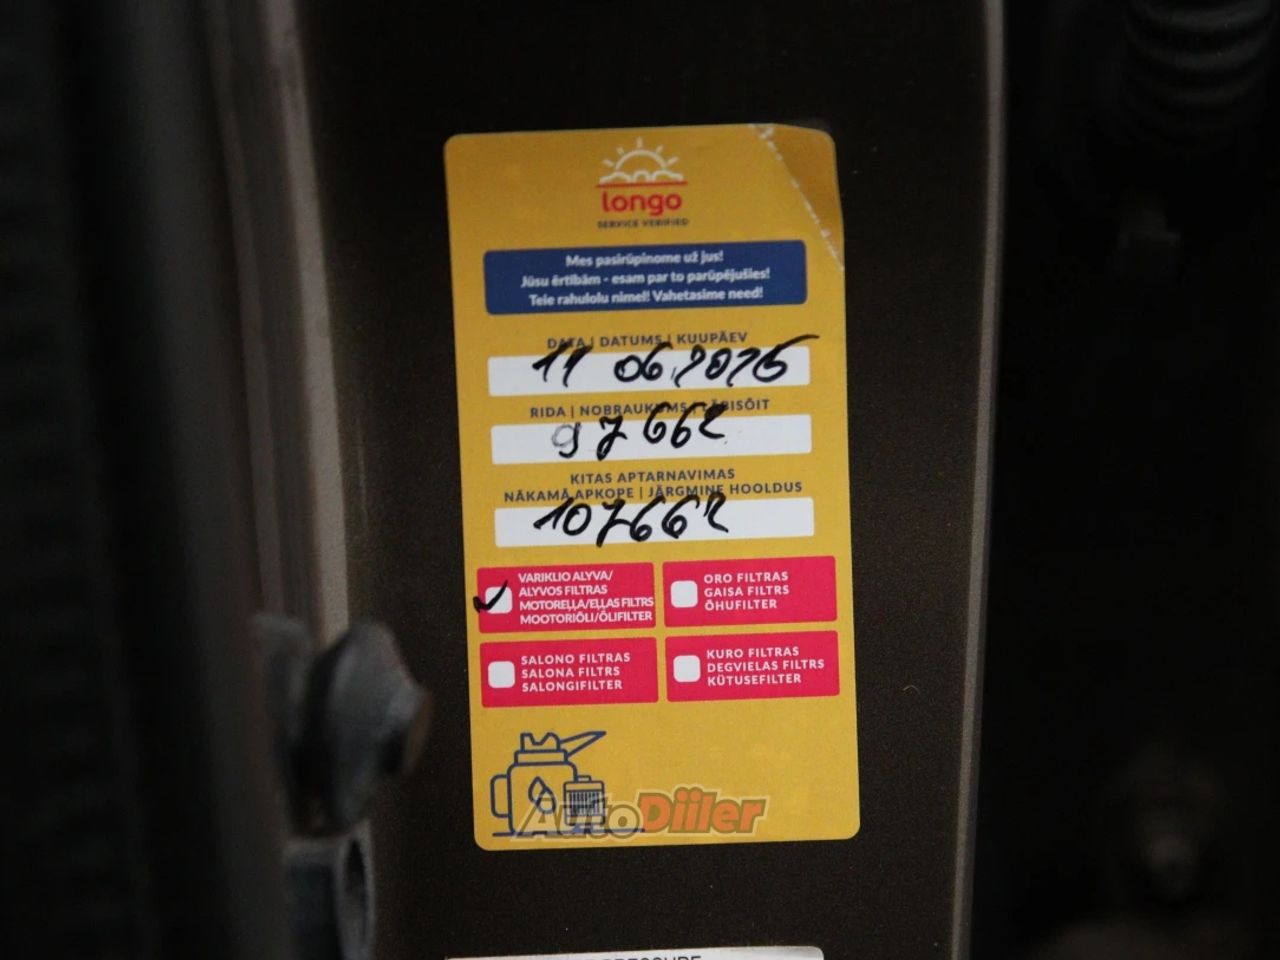 longo
SERVICE VERIFIED
Mes pasirūpinome už jus!
Jūsu ērtībām - esam par to parūpējušies!
Teie rahulolu nimel! Vahetasime need!
DATA | DATUMS | KUUPÄEV
11 06.2025
RIDA | NOBRAUKUMS | LÄBISÕIT
97662
KITAS APTARNAVIMAS
NĀKAMĀ APKOPE | JÄRGMINE HOOLDUS
107662
VARIKLIO ALYVA/
ALYVOS FILTRAS
MOTOREĻĻA/EĻĻAS FILTRS
MOOTORIÕLI/ÕLIFILTER
ORO FILTRAS
GAISA FILTRS
ÕHUFILTER
SALONO FILTRAS
SALONA FILTRS
SALONGIFILTER
KURO FILTRAS
DEGVIELAS FILTRS
KÜTUSEFILTER
AutoDiiler